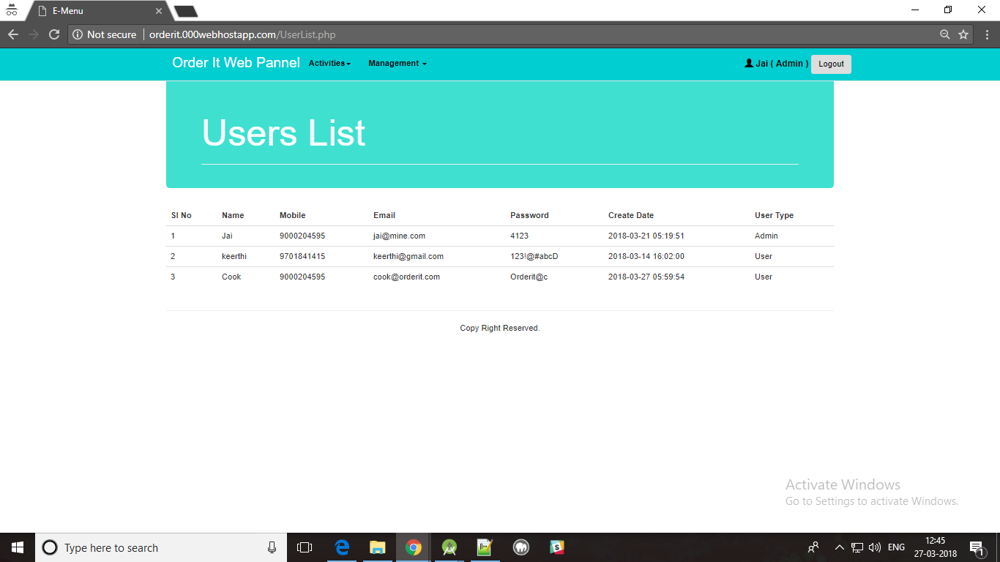 E-Menu
Not secure orderit.000webhostapp.com/UserList.php
Order It Web Pannel Activities Management Jai ( Admin ) Logout
Users List
Sl No Name Mobile Email Password Create Date User Type
1 Jai 9000204595 jai@mine.com 4123 2018-03-21 05:19:51 Admin
2 keerthi 9701841415 keerthi@gmail.com 123!@#abcD 2018-03-14 16:02:00 User
3 Cook 9000204595 cook@orderit.com Orderit@c 2018-03-27 05:59:54 User
Copy Right Reserved.
Activate Windows
Go to Settings to activate Windows.
Type here to search ENG 12:45
27-03-2018 1